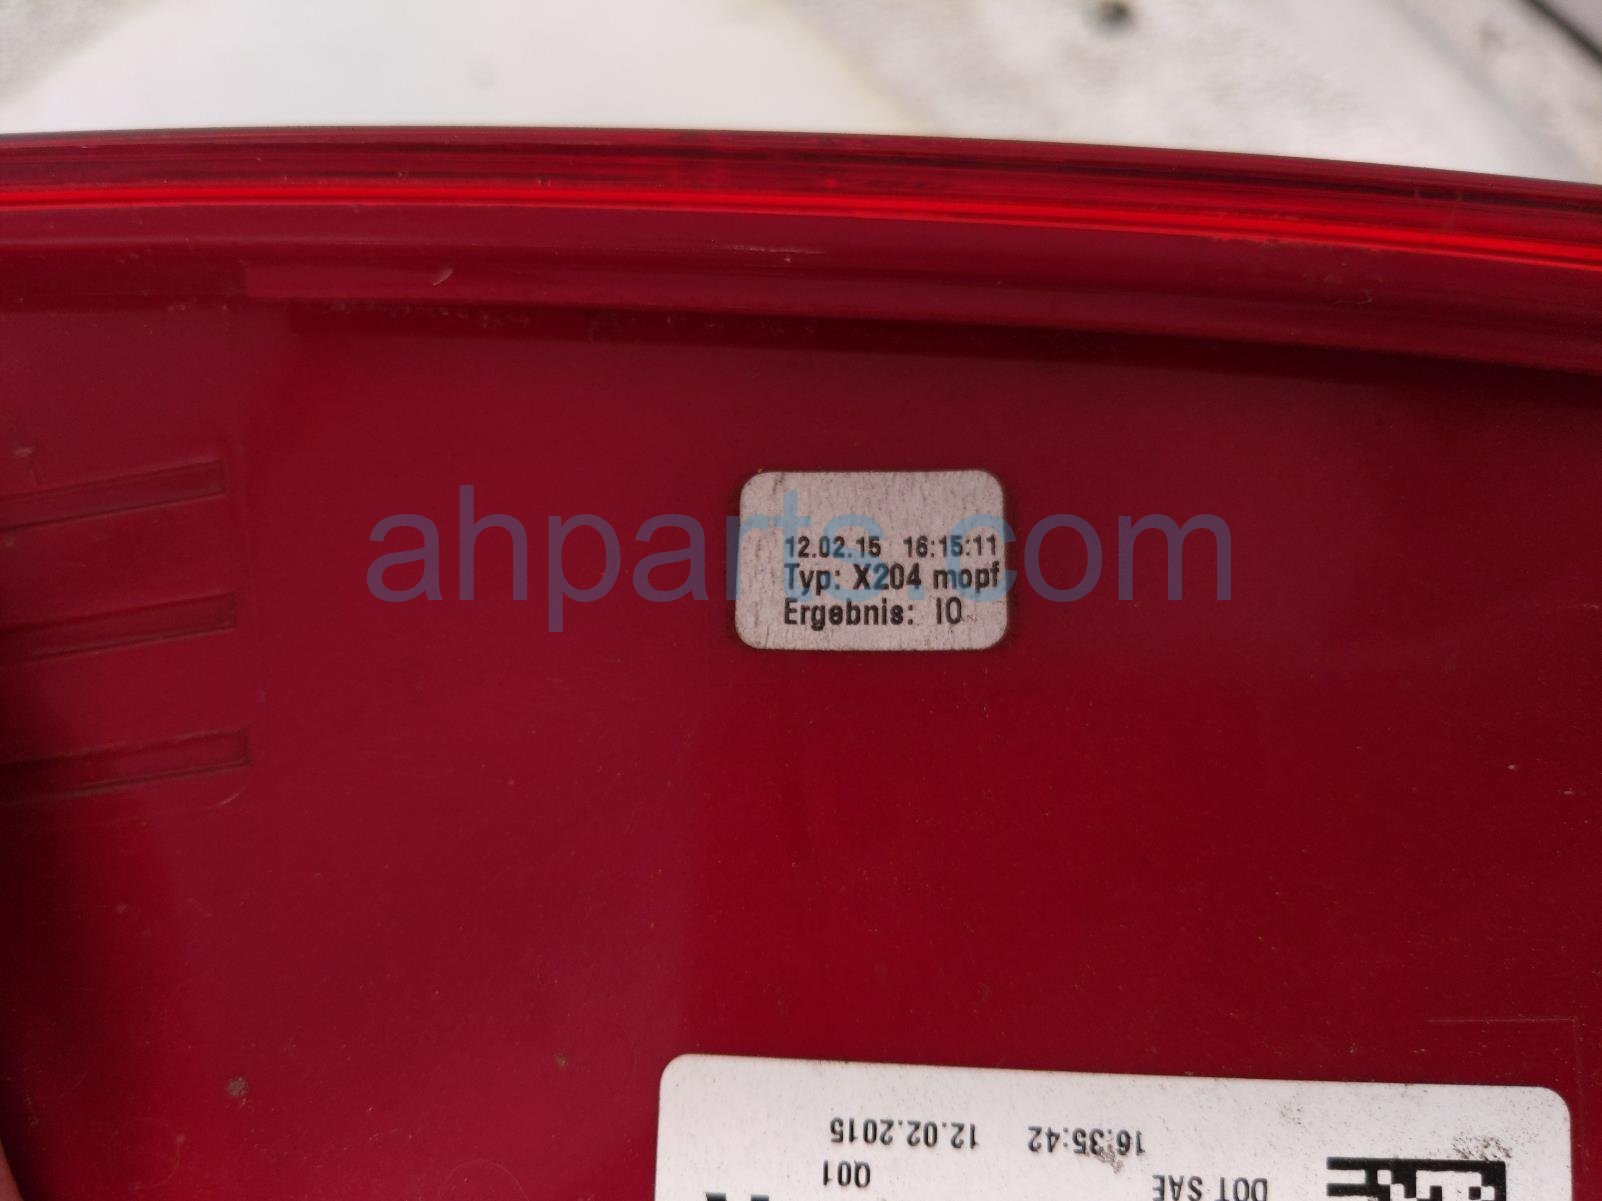 ahparts.com
12.02.15 16:15:11
Typ: X204 mopf
Ergebnis: IO
12.02.2015 16:35:42
Q01
DOT SAE